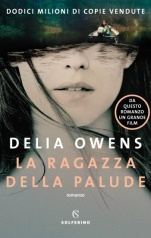 DODICI MILIONI DI COPIE VENDUTE
DA
QUESTO
ROMANZO
UN GRANDE
FILM
DELIA OWENS
LA RAGAZZA
DELLA PALUDE
romanzo
S
SOLFERINO